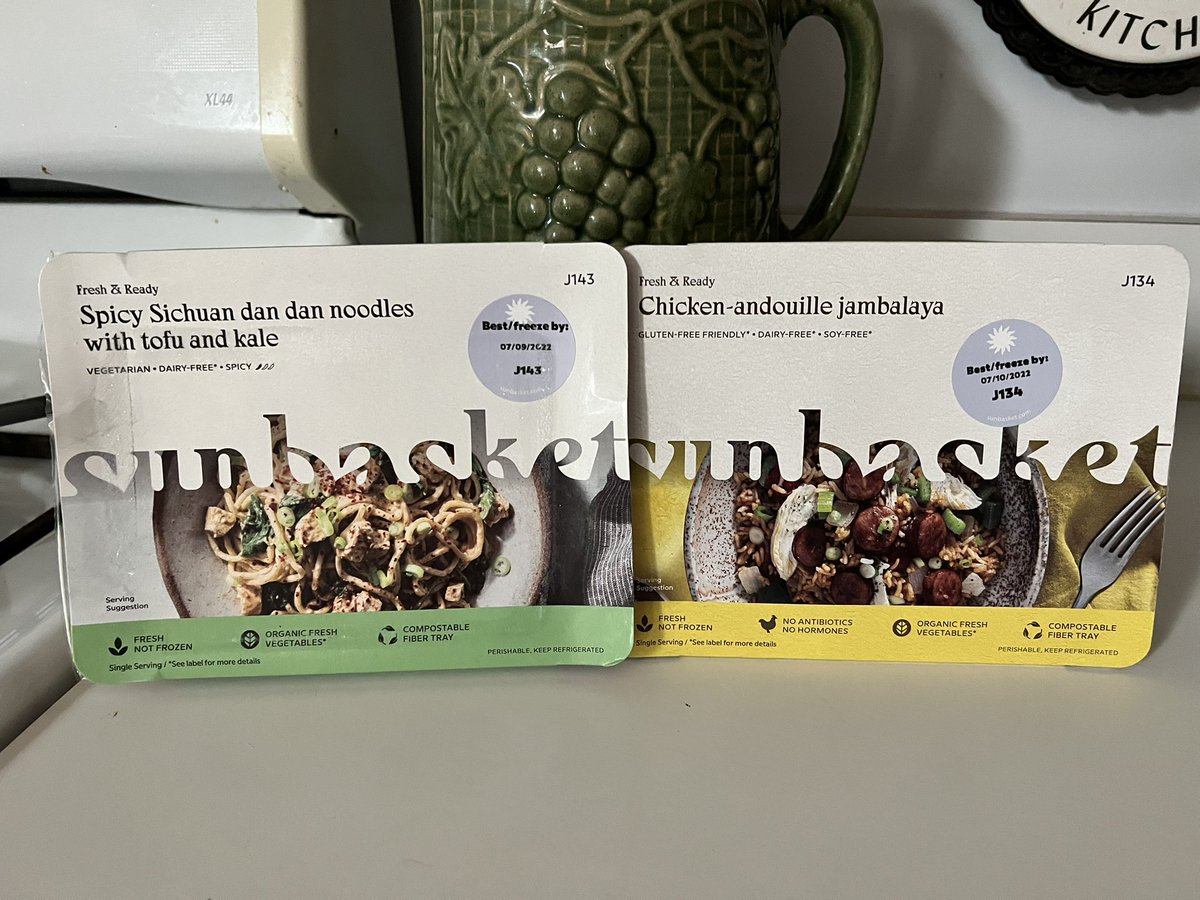 XL44
KITCH
Fresh & Ready
J143
Spicy Sichuan dan dan noodles
with tofu and kale
VEGETARIAN • DAIRY-FREE* • SPICY
Best/freeze by:
07/09/2022
J143
sunbasket.com
sunbasket
Serving
Suggestion
FRESH
NOT FROZEN
ORGANIC FRESH
VEGETABLES*
COMPOSTABLE
FIBER TRAY
Single Serving / *See label for more details
PERISHABLE, KEEP REFRIGERATED
Fresh & Ready
J134
Chicken-andouille jambalaya
GLUTEN-FREE FRIENDLY* • DAIRY-FREE* • SOY-FREE*
Best/freeze by:
07/10/2022
J134
sunbasket.com
sunbasket
Serving
Suggestion
FRESH
NOT FROZEN
NO ANTIBIOTICS
NO HORMONES
ORGANIC FRESH
VEGETABLES*
COMPOSTABLE
FIBER TRAY
Single Serving / *See label for more details
PERISHABLE, KEEP REFRIGERATED